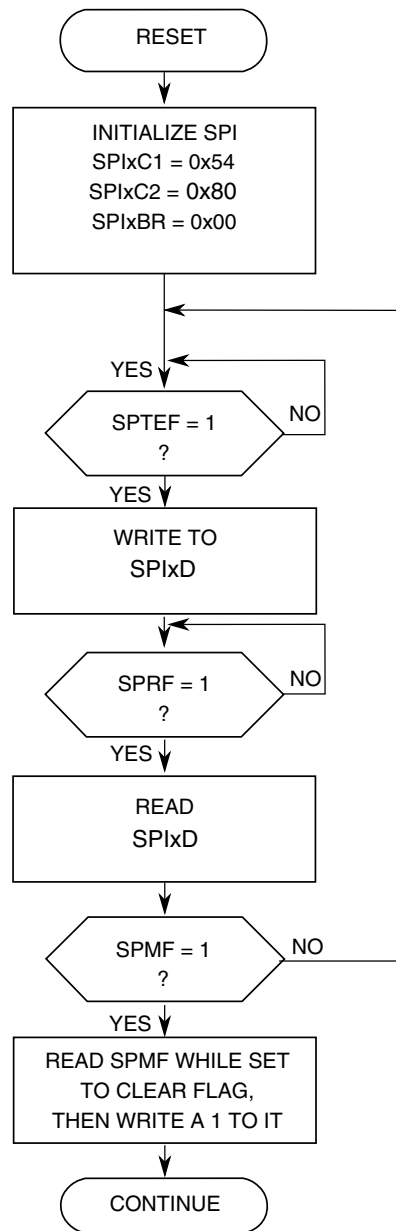 RESET
INITIALIZE SPI
SPIxC1 = 0x54
SPIxC2 = 0x80
SPIxBR = 0x00
YES
SPTEF = 1
?
NO
YES
WRITE TO
SPIxD
SPRF = 1
?
NO
YES
READ
SPIxD
SPMF = 1
?
NO
YES
READ SPMF WHILE SET
TO CLEAR FLAG,
THEN WRITE A 1 TO IT
CONTINUE